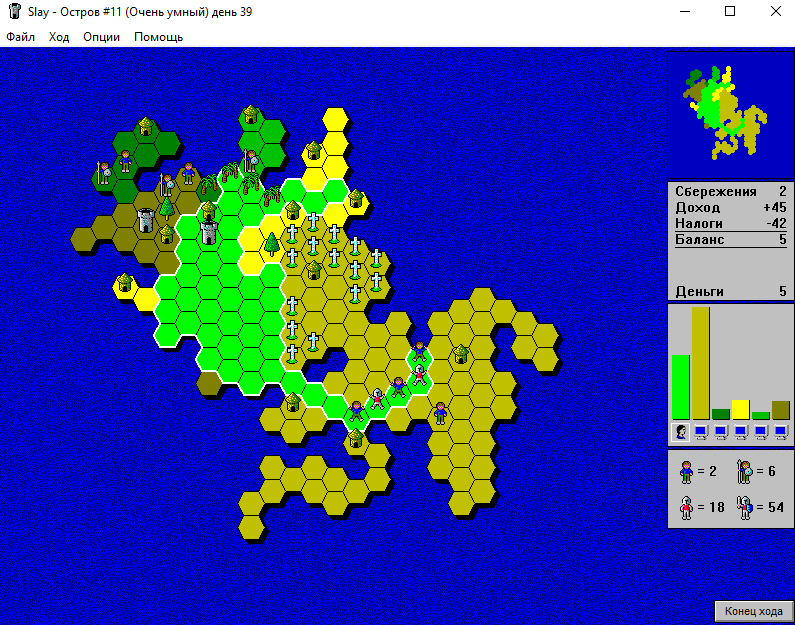 Slay - Остров #11 (Очень умный) день 39
Файл Ход Опции Помощь
Сбережения 2
Доход +45
Налоги -42
Баланс 5
Деньги 5
= 2 = 6
= 18 = 54
Конец хода